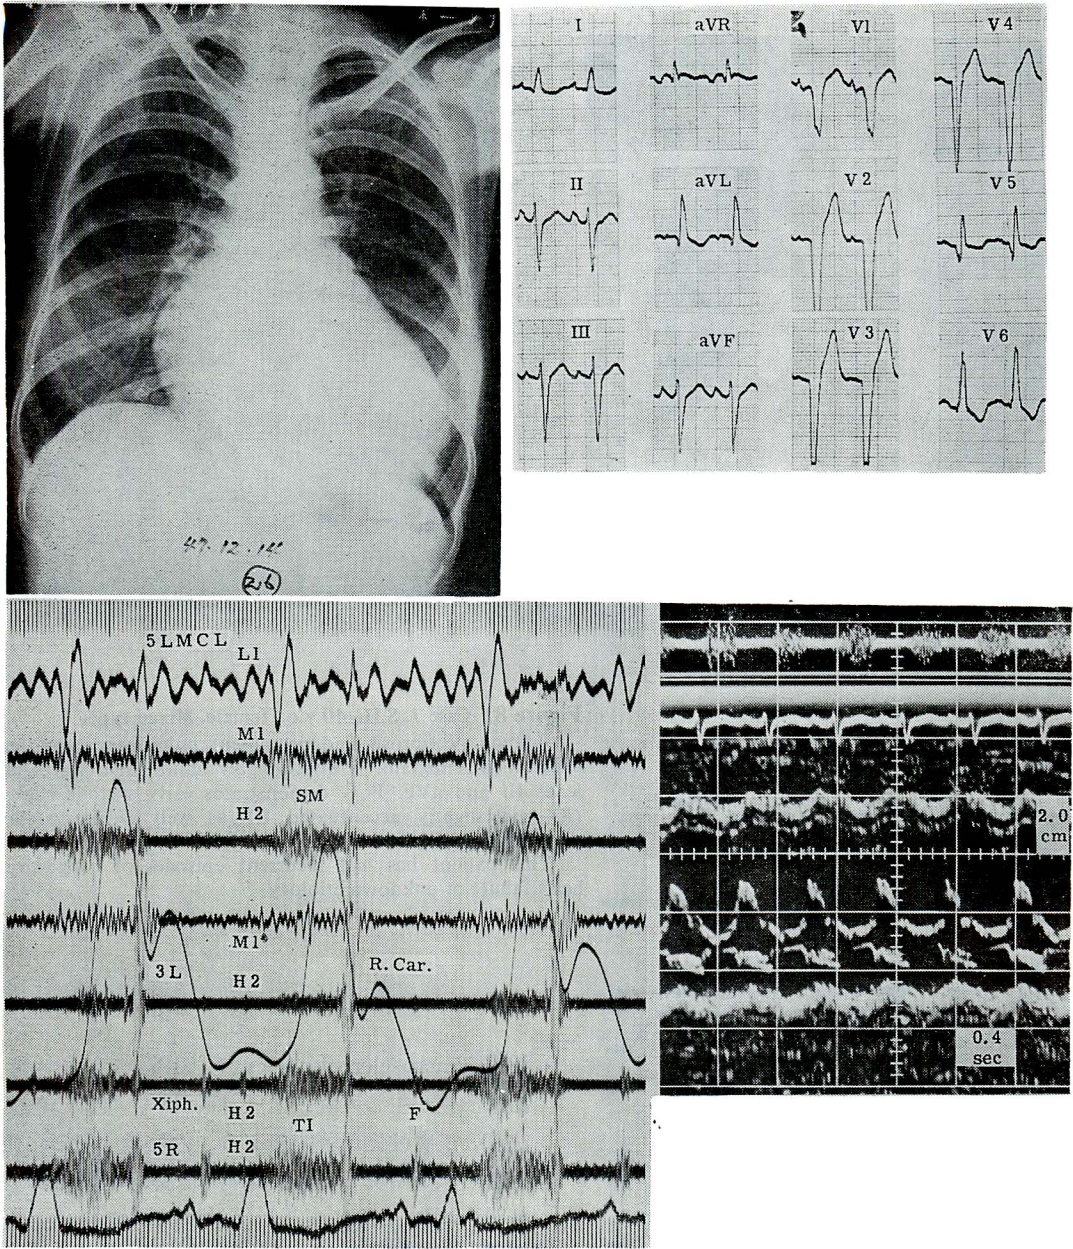 I
aVR
V1
V4
II
aVL
V2
V5
III
aVF
V3
V6
47.12.14
26
5LMCL
L1
M1
SM
H2
M1
3L
H2
R. Car.
Xiph.
H2
TI
F
5R
H2
2.0
cm
0.4
sec